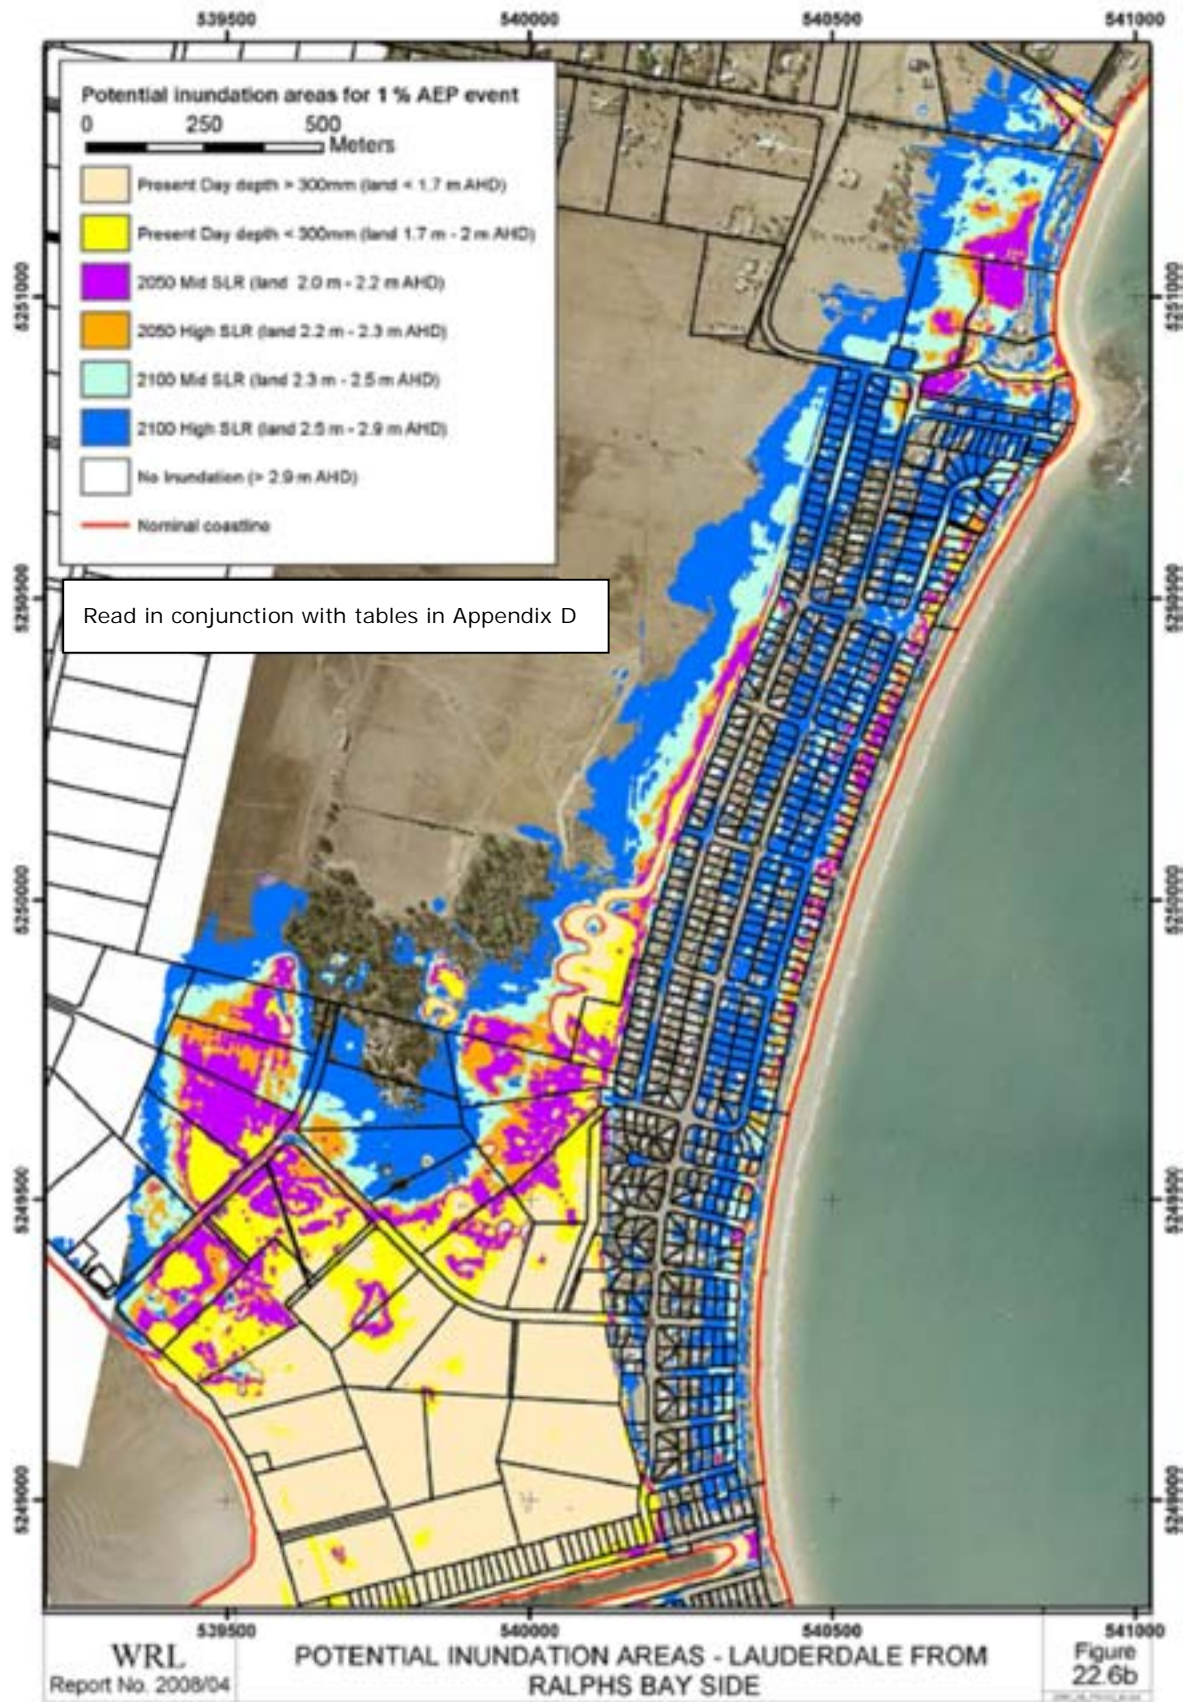 539500 540000 540500 541000
Potential inundation areas for 1 % AEP event
0 250 500
Meters
Present Day depth > 300mm (land < 1.7 m AHD)
Present Day depth < 300mm (land 1.7 m - 2 m AHD)
2050 Mid SLR (land 2.0 m - 2.2 m AHD)
2050 High SLR (land 2.2 m - 2.3 m AHD)
2100 Mid SLR (land 2.3 m - 2.5 m AHD)
2100 High SLR (land 2.5 m - 2.9 m AHD)
No Inundation (> 2.9 m AHD)
Nominal coastline
Read in conjunction with tables in Appendix D
5251000 5251000
5250500 5250500
5250000 5250000
5249500 5249500
5249000 5249000
539500 540000 540500 541000
WRL
Report No. 2008/04
POTENTIAL INUNDATION AREAS - LAUDERDALE FROM
RALPHS BAY SIDE
Figure
22.6b